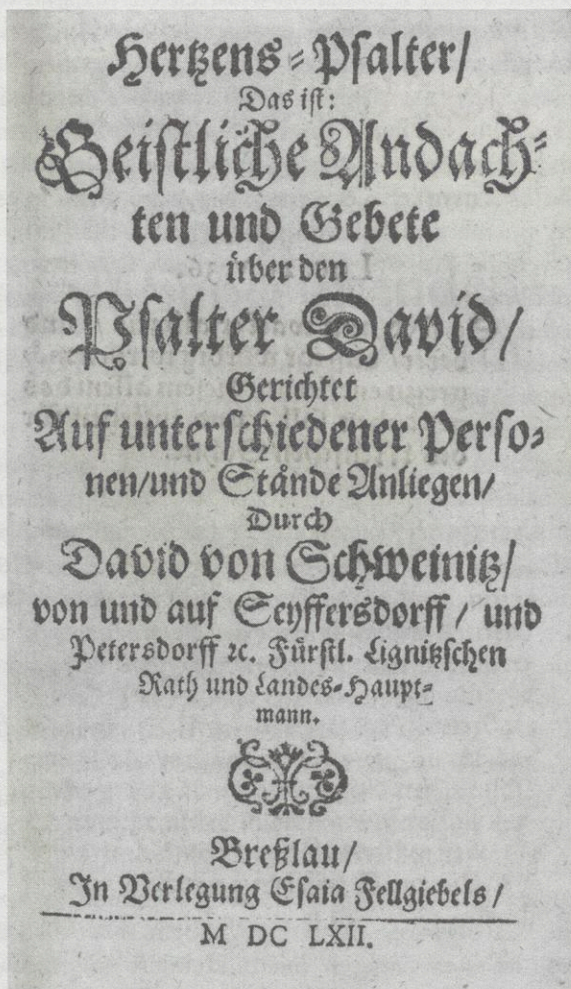 Hertzens-Psalter/
Das ist:
Geistliche Andach-
ten und Gebete
über den
Psalter David/
Gerichtet
Auf unterschiedener Perso-
nen/und Stände Anliegen/
Durch
David von Schweinitz/
von und auf Seyffersdorff/ und
Petersdorff ꝛc. Fürstl. Lignitzschen
Rath und Landes-Haupt-
mann.
Breßlau/
In Verlegung Esaia Fellgiebels/
M DC LXII.